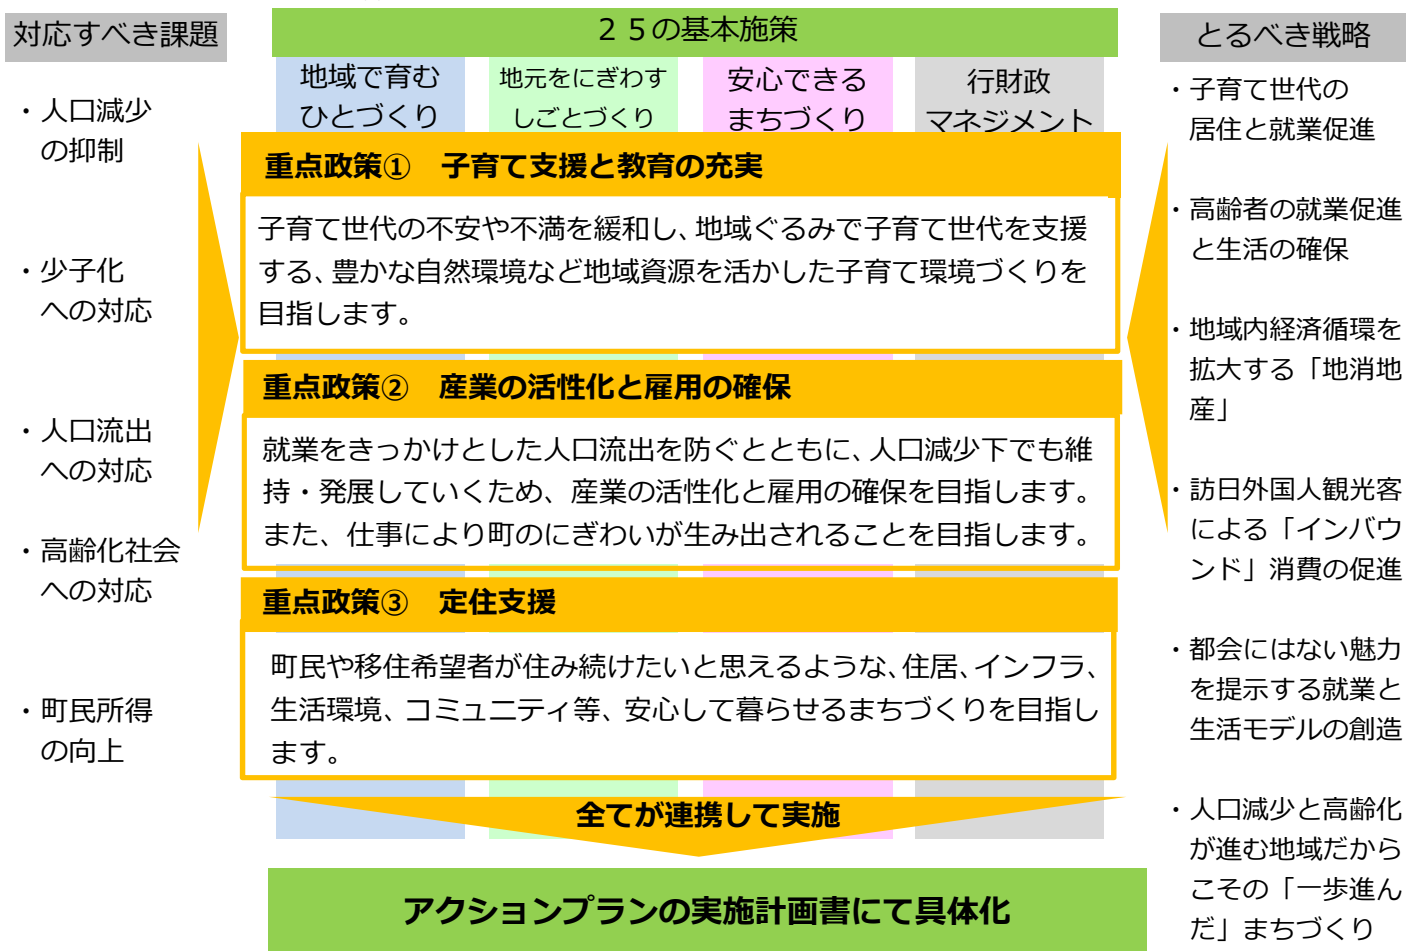 対応すべき課題
・人口減少
の抑制
・少子化
への対応
・人口流出
への対応
・高齢化社会
への対応
・町民所得
の向上
２５の基本施策
地域で育む
ひとづくり
地元をにぎわす
しごとづくり
安心できる
まちづくり
行財政
マネジメント
重点政策①　子育て支援と教育の充実
子育て世代の不安や不満を緩和し、地域ぐるみで子育て世代を支援
する、豊かな自然環境など地域資源を活かした子育て環境づくりを
目指します。
重点政策②　産業の活性化と雇用の確保
就業をきっかけとした人口流出を防ぐとともに、人口減少下でも維
持・発展していくため、産業の活性化と雇用の確保を目指します。
また、仕事により町のにぎわいが生み出されることを目指します。
重点政策③　定住支援
町民や移住希望者が住み続けたいと思えるような、住居、インフラ、
生活環境、コミュニティ等、安心して暮らせるまちづくりを目指し
ます。
全てが連携して実施
アクションプランの実施計画書にて具体化
とるべき戦略
・子育て世代の
居住と就業促進
・高齢者の就業促進
と生活の確保
・地域内経済循環を
拡大する「地消地
産」
・訪日外国人観光客
による「インバウ
ンド」消費の促進
・都会にはない魅力
を提示する就業と
生活モデルの創造
・人口減少と高齢化
が進む地域だから
こその「一歩進ん
だ」まちづくり